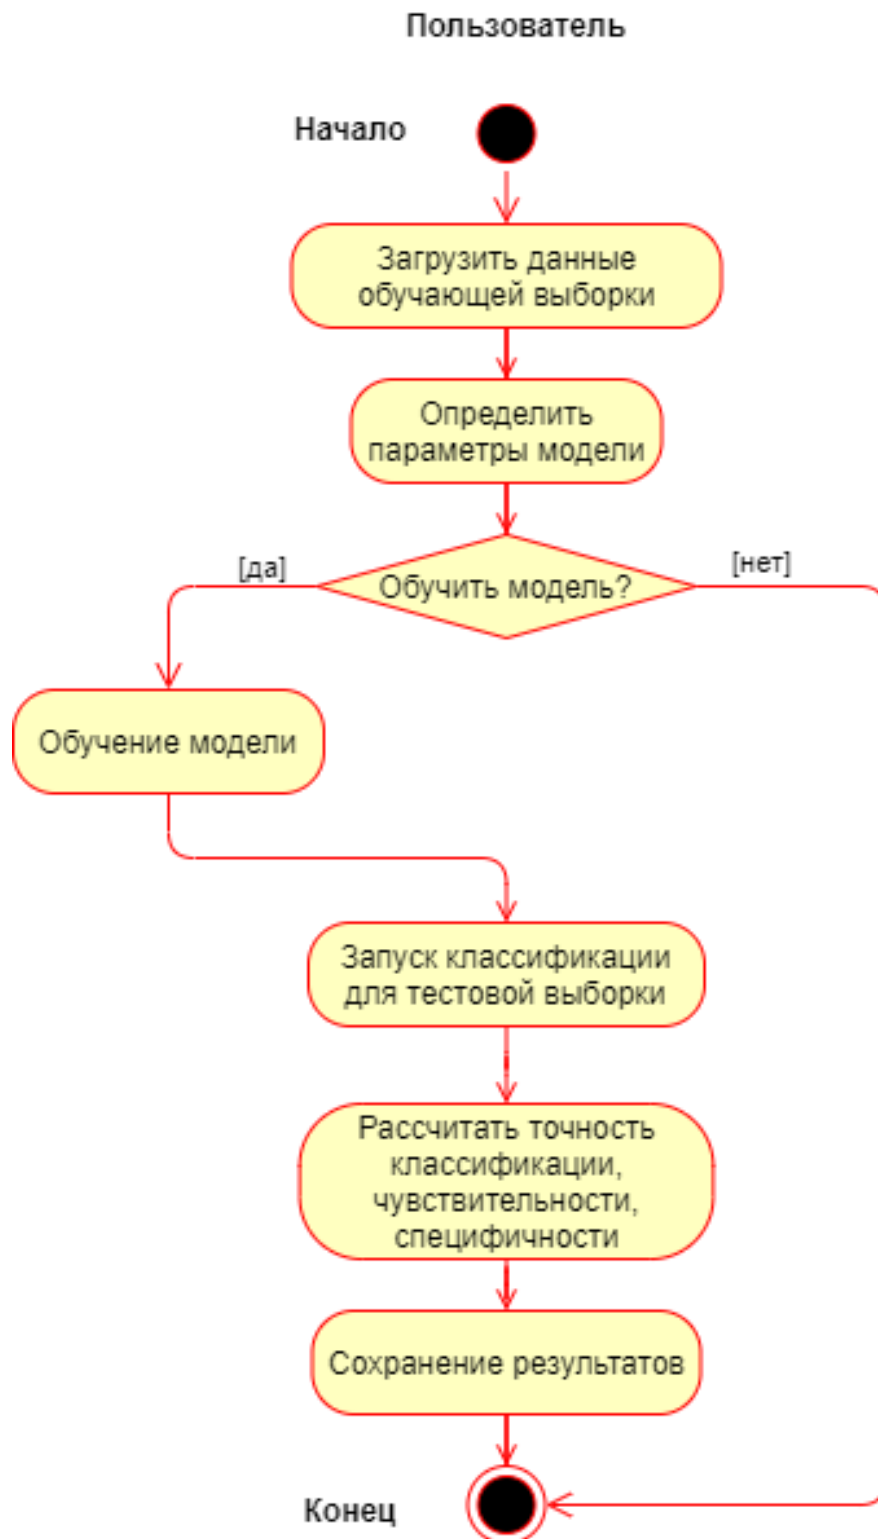 Пользователь
Начало
Загрузить данные
обучающей выборки
Определить
параметры модели
[да]
Обучить модель?
[нет]
Обучение модели
Запуск классификации
для тестовой выборки
Рассчитать точность
классификации,
чувствительности,
специфичности
Сохранение результатов
Конец